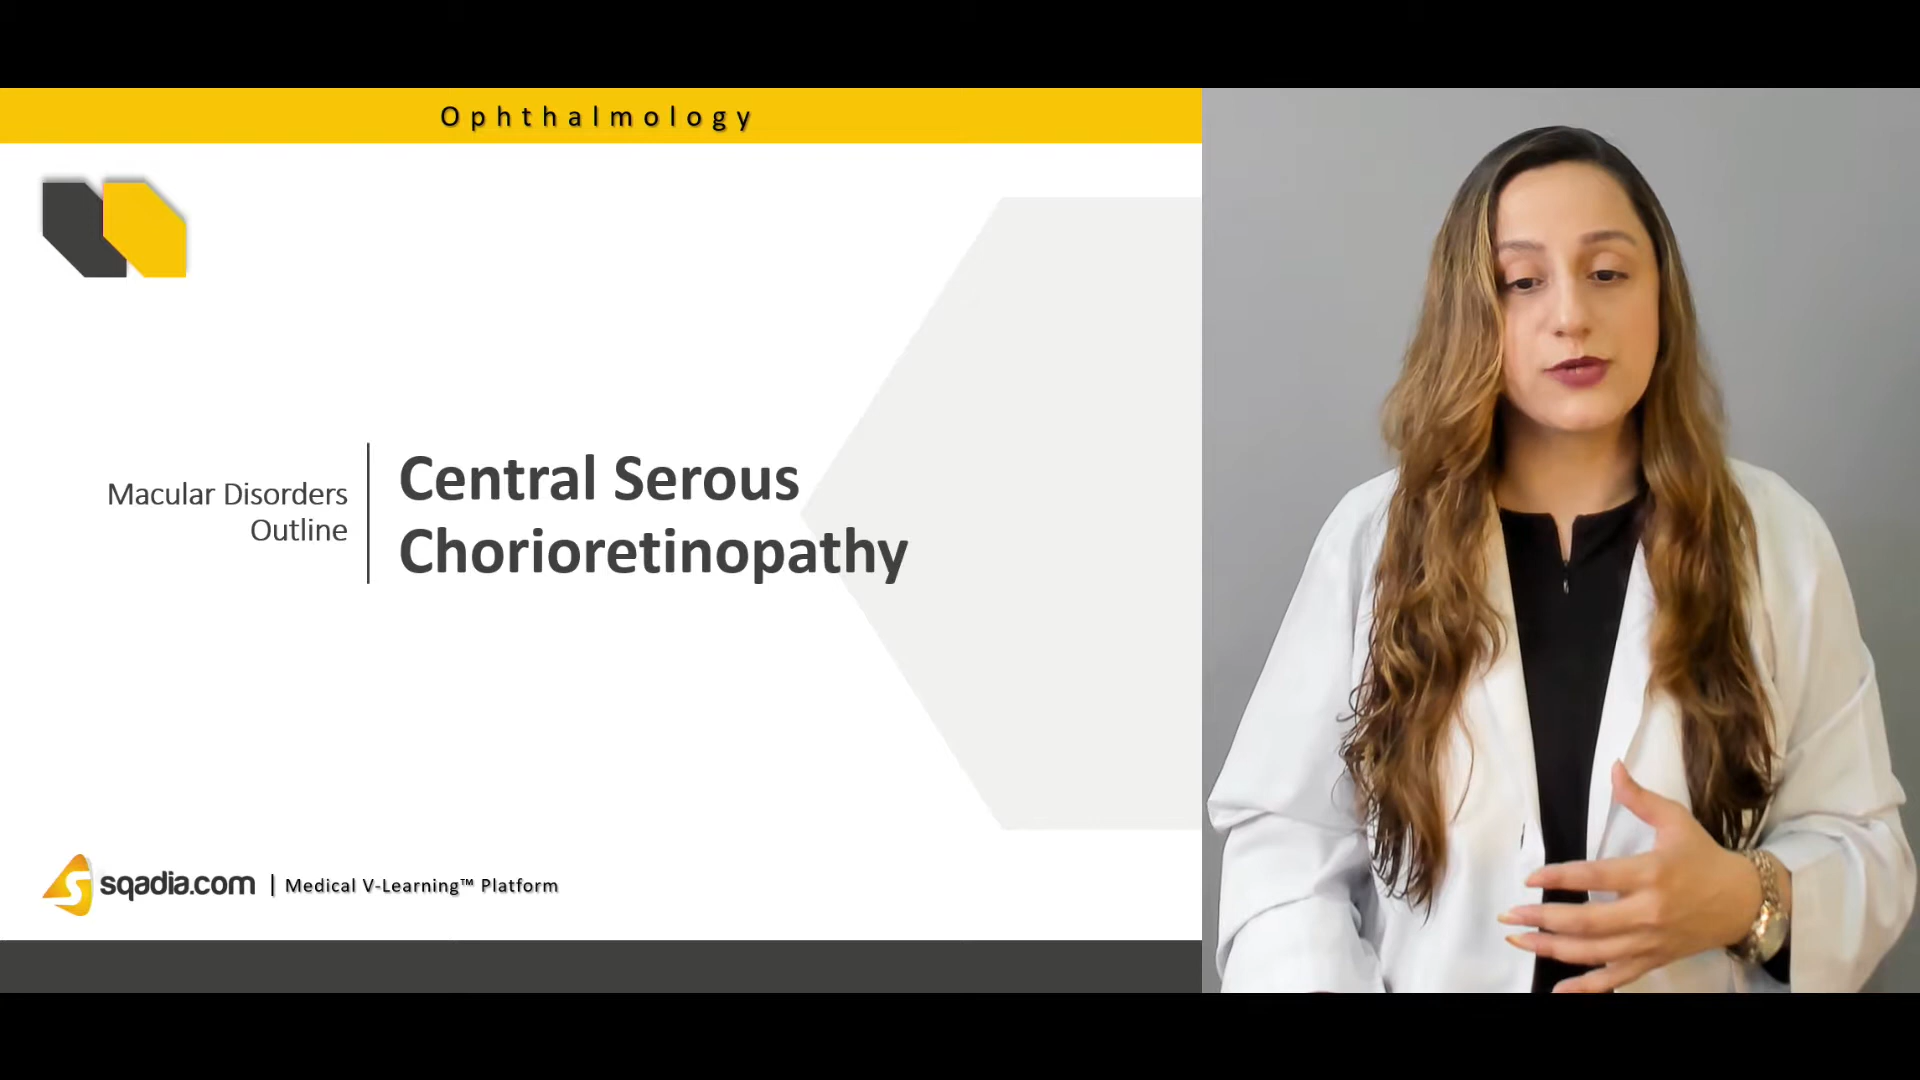 Ophthalmology
Macular Disorders
Outline
Central Serous
Chorioretinopathy
sqadia.com | Medical V-Learning™ Platform